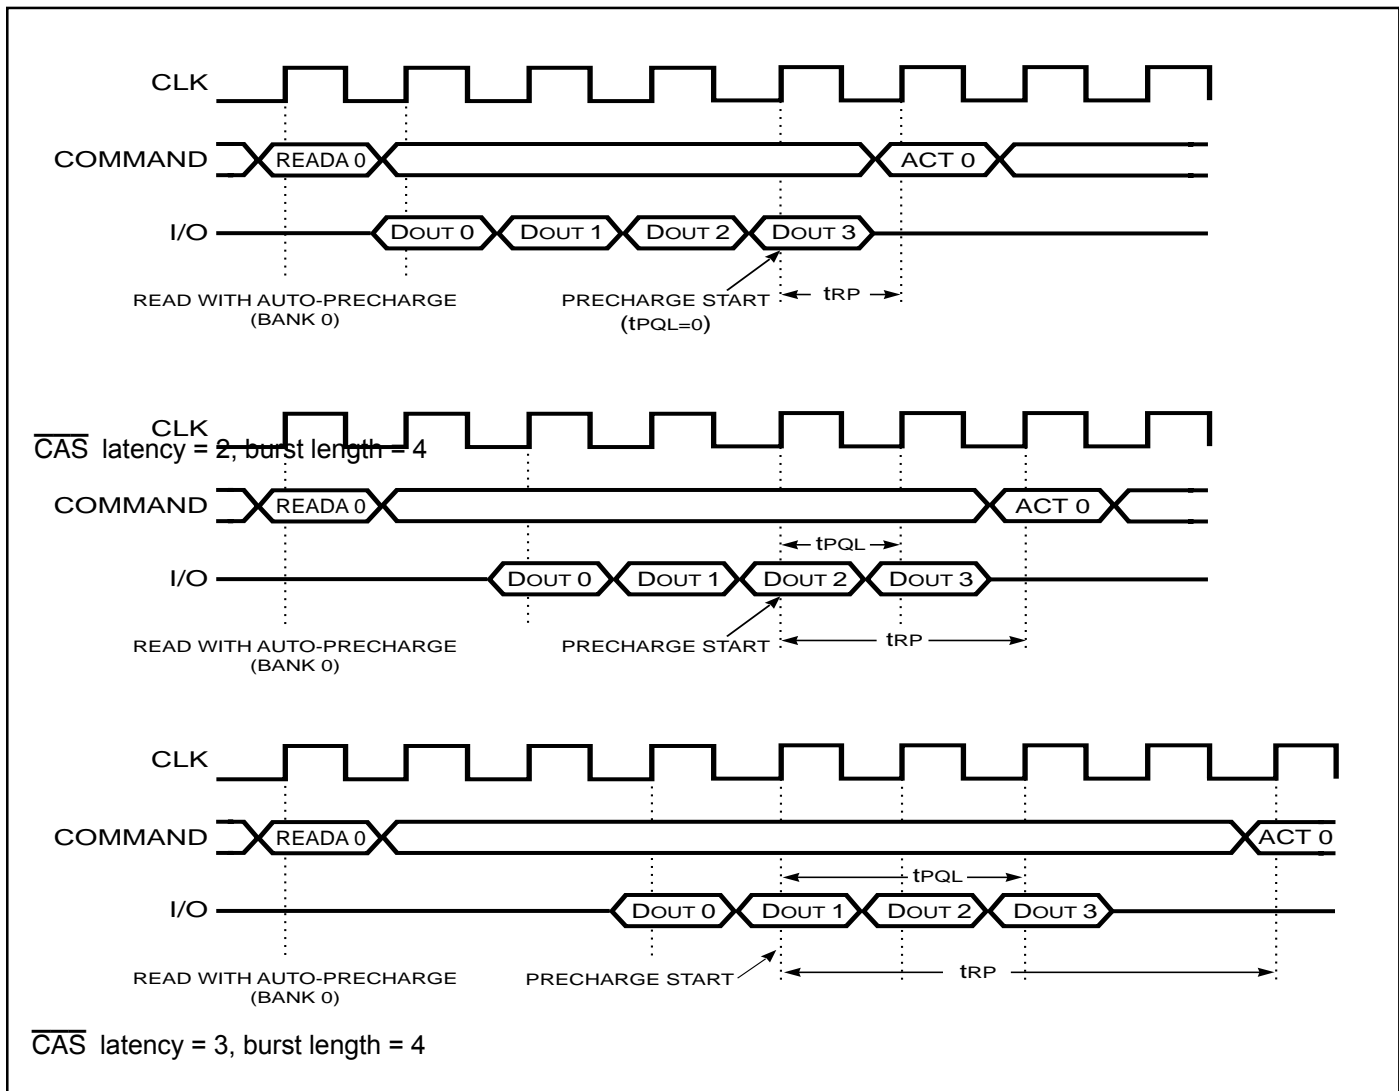 CLK
COMMAND
READA 0
ACT 0
I/O
DOUT 0 DOUT 1 DOUT 2 DOUT 3
READ WITH AUTO-PRECHARGE
(BANK 0)
PRECHARGE START
(tPQL=0)
tRP
CLK
CAS latency = 2, burst length = 4
COMMAND
READA 0
ACT 0
tPQL
I/O
DOUT 0 DOUT 1 DOUT 2 DOUT 3
READ WITH AUTO-PRECHARGE
(BANK 0)
PRECHARGE START
tRP
CLK
COMMAND
READA 0
ACT 0
tPQL
I/O
DOUT 0 DOUT 1 DOUT 2 DOUT 3
READ WITH AUTO-PRECHARGE
(BANK 0)
PRECHARGE START
tRP
CAS latency = 3, burst length = 4